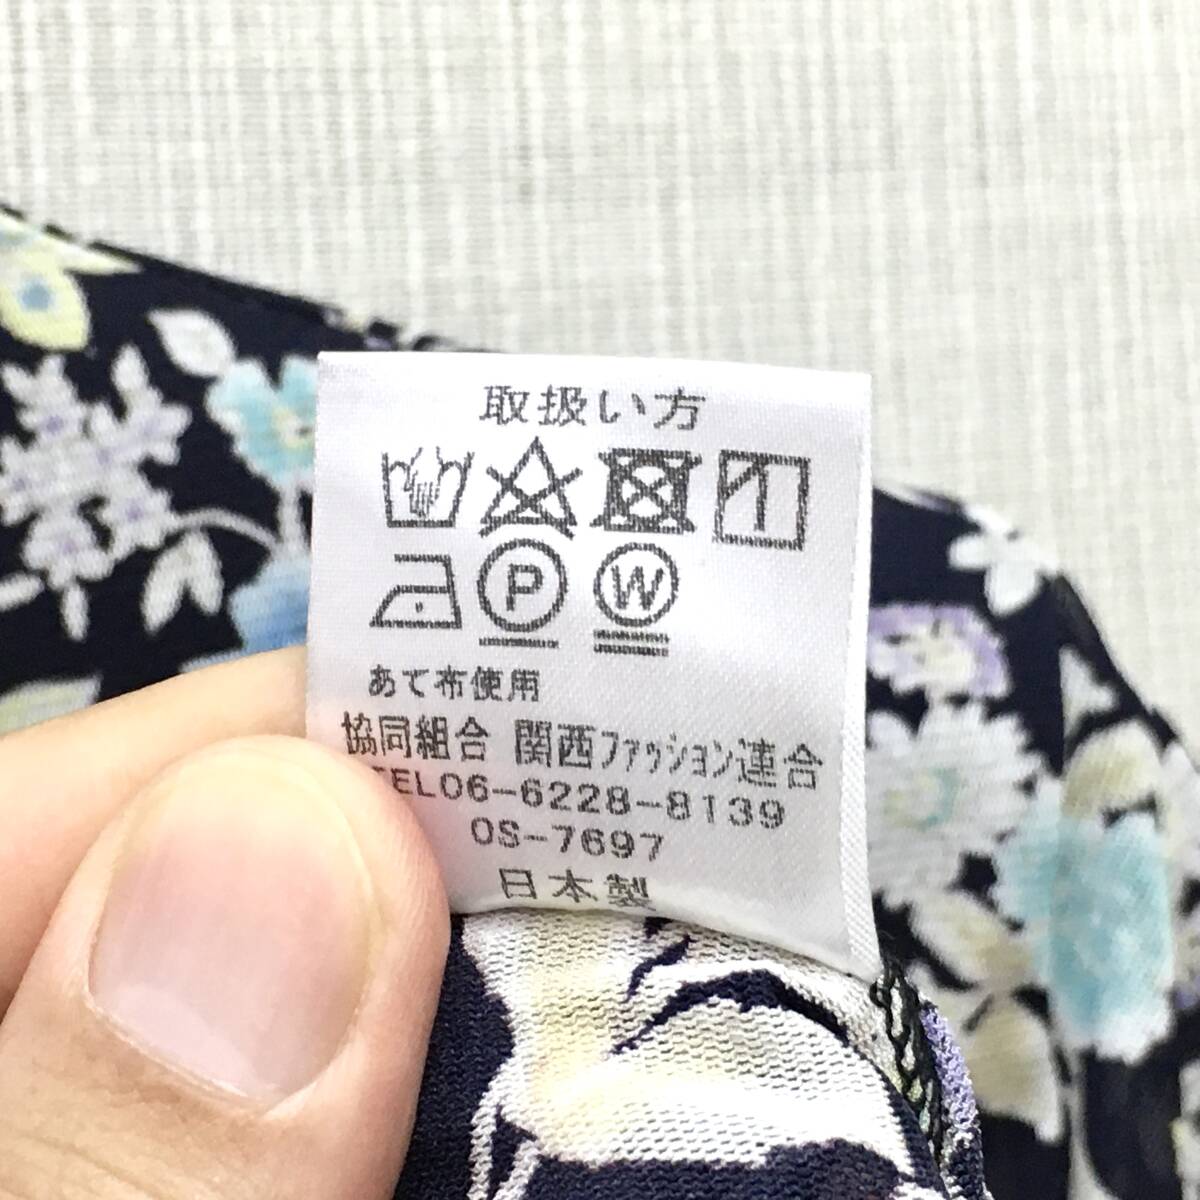 取扱い方
P W
あて布使用
協同組合 関西ファッション連合
TEL06-6228-8139
OS-7697
日本製